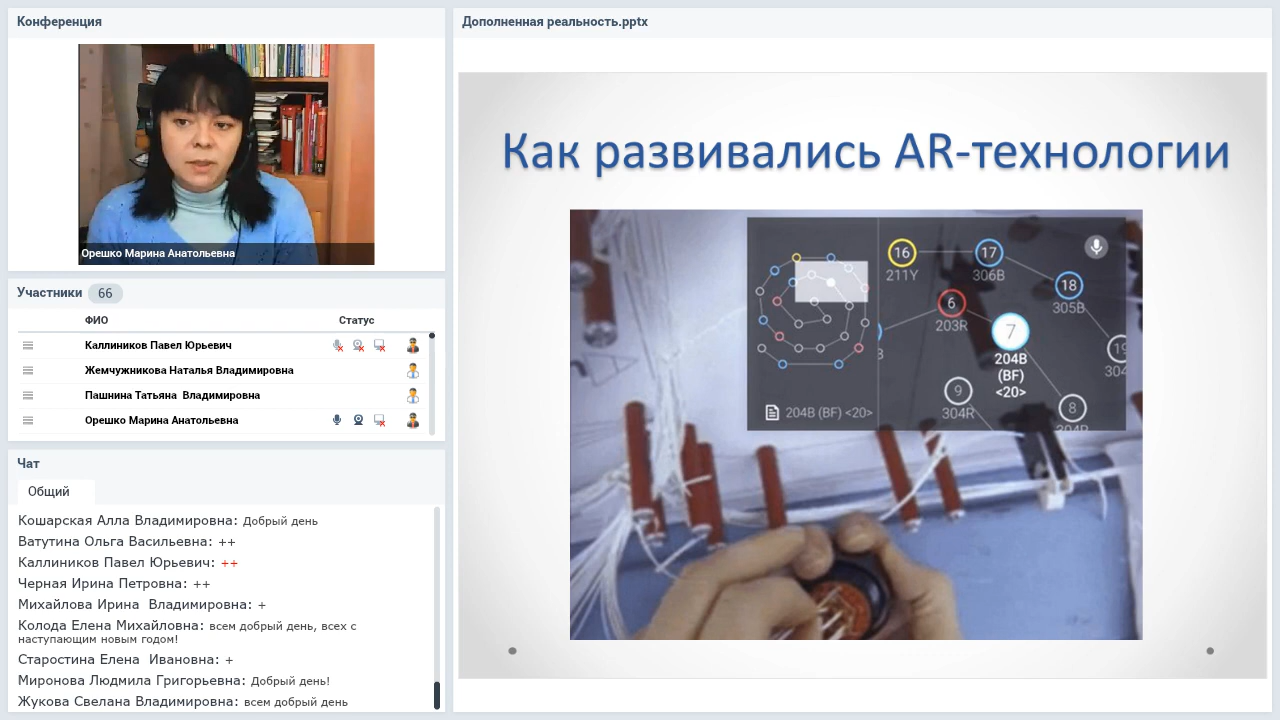 Конференция
Орешко Марина Анатольевна
Участники 66
ФИО Статус
Каллиников Павел Юрьевич
Жемчужникова Наталья Владимировна
Пашнина Татьяна Владимировна
Орешко Марина Анатольевна
Чат
Общий
Кошарская Алла Владимировна: Добрый день
Ватутина Ольга Васильевна: ++
Каллиников Павел Юрьевич: ++
Черная Ирина Петровна: ++
Михайлова Ирина Владимировна: +
Колода Елена Михайловна: всем добрый день, всех с
наступающим новым годом!
Старостина Елена Ивановна: +
Миронова Людмила Григорьевна: Добрый день!
Жукова Свелана Владимировна: всем добрый день
Дополненная реальность.pptx
Как развивались AR-технологии
16
211Y
17
306B
18
305B
6
203R
7
204B
(BF)
<20>
19
304
9
304R
8
304R
204B (BF) <20>